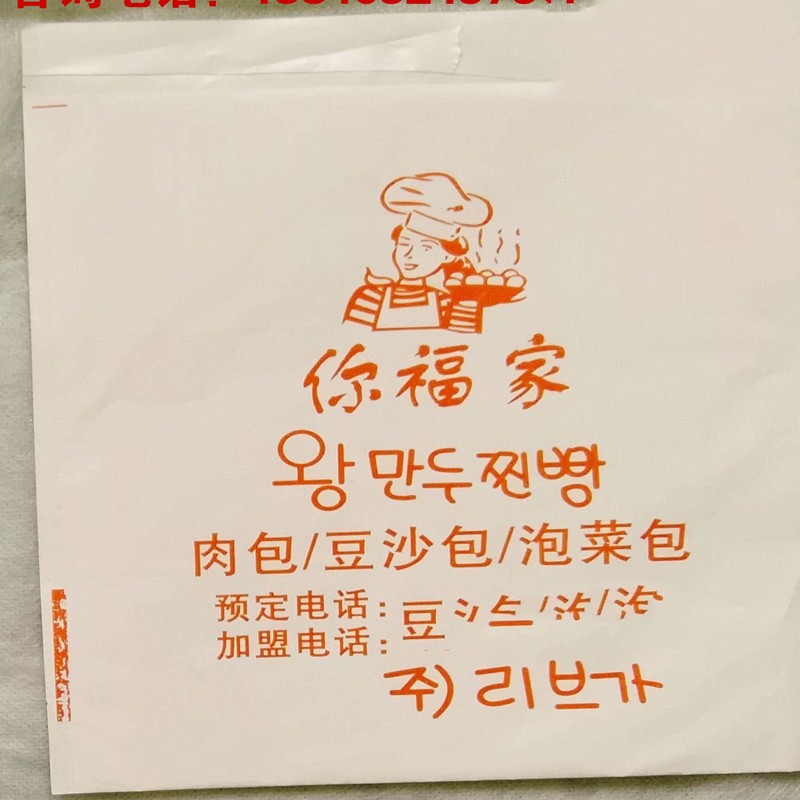 你福家
왕만두찐빵
肉包/豆沙包/泡菜包
预定电话:
加盟电话:
주)리브가